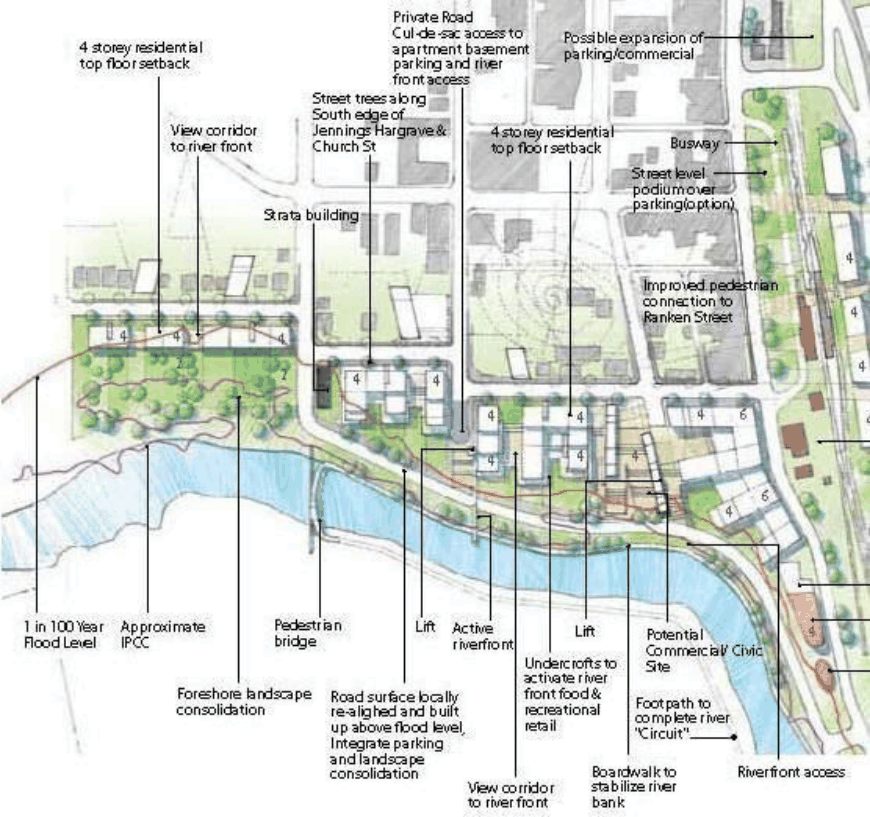 Private Road
Cul-de-sac access to
apartment basement
parking and river
front access
Possible expansion of
parking/commercial
4 storey residential
top floor setback
View corridor
to river front
Street trees along
South edge of
Jennings Hargrave &
Church St
4 storey residential
top floor setback
Busway
Street level
podium over
parking(option)
Strata building
Improved pedestrian
connection to
Ranken Street
4
4
4
4
4
2
2
4
4
4
4
4
4
4
4
6
4
6
4
4
1 in 100 Year
Flood Level
Approximate
IPCC
Pedestrian
bridge
Lift
Active
riverfront
Lift
Potential
Commercial/ Civic
Site
Foreshore landscape
consolidation
Road surface locally
re-alighed and built
up above flood level,
Integrate parking
and landscape
consolidation
Undercrofts to
activate river
front food &
recreational
retail
Footpath to
complete river
"Circuit"
View corridor
to river front
Boardwalk to
stabilize river
bank
Riverfront access